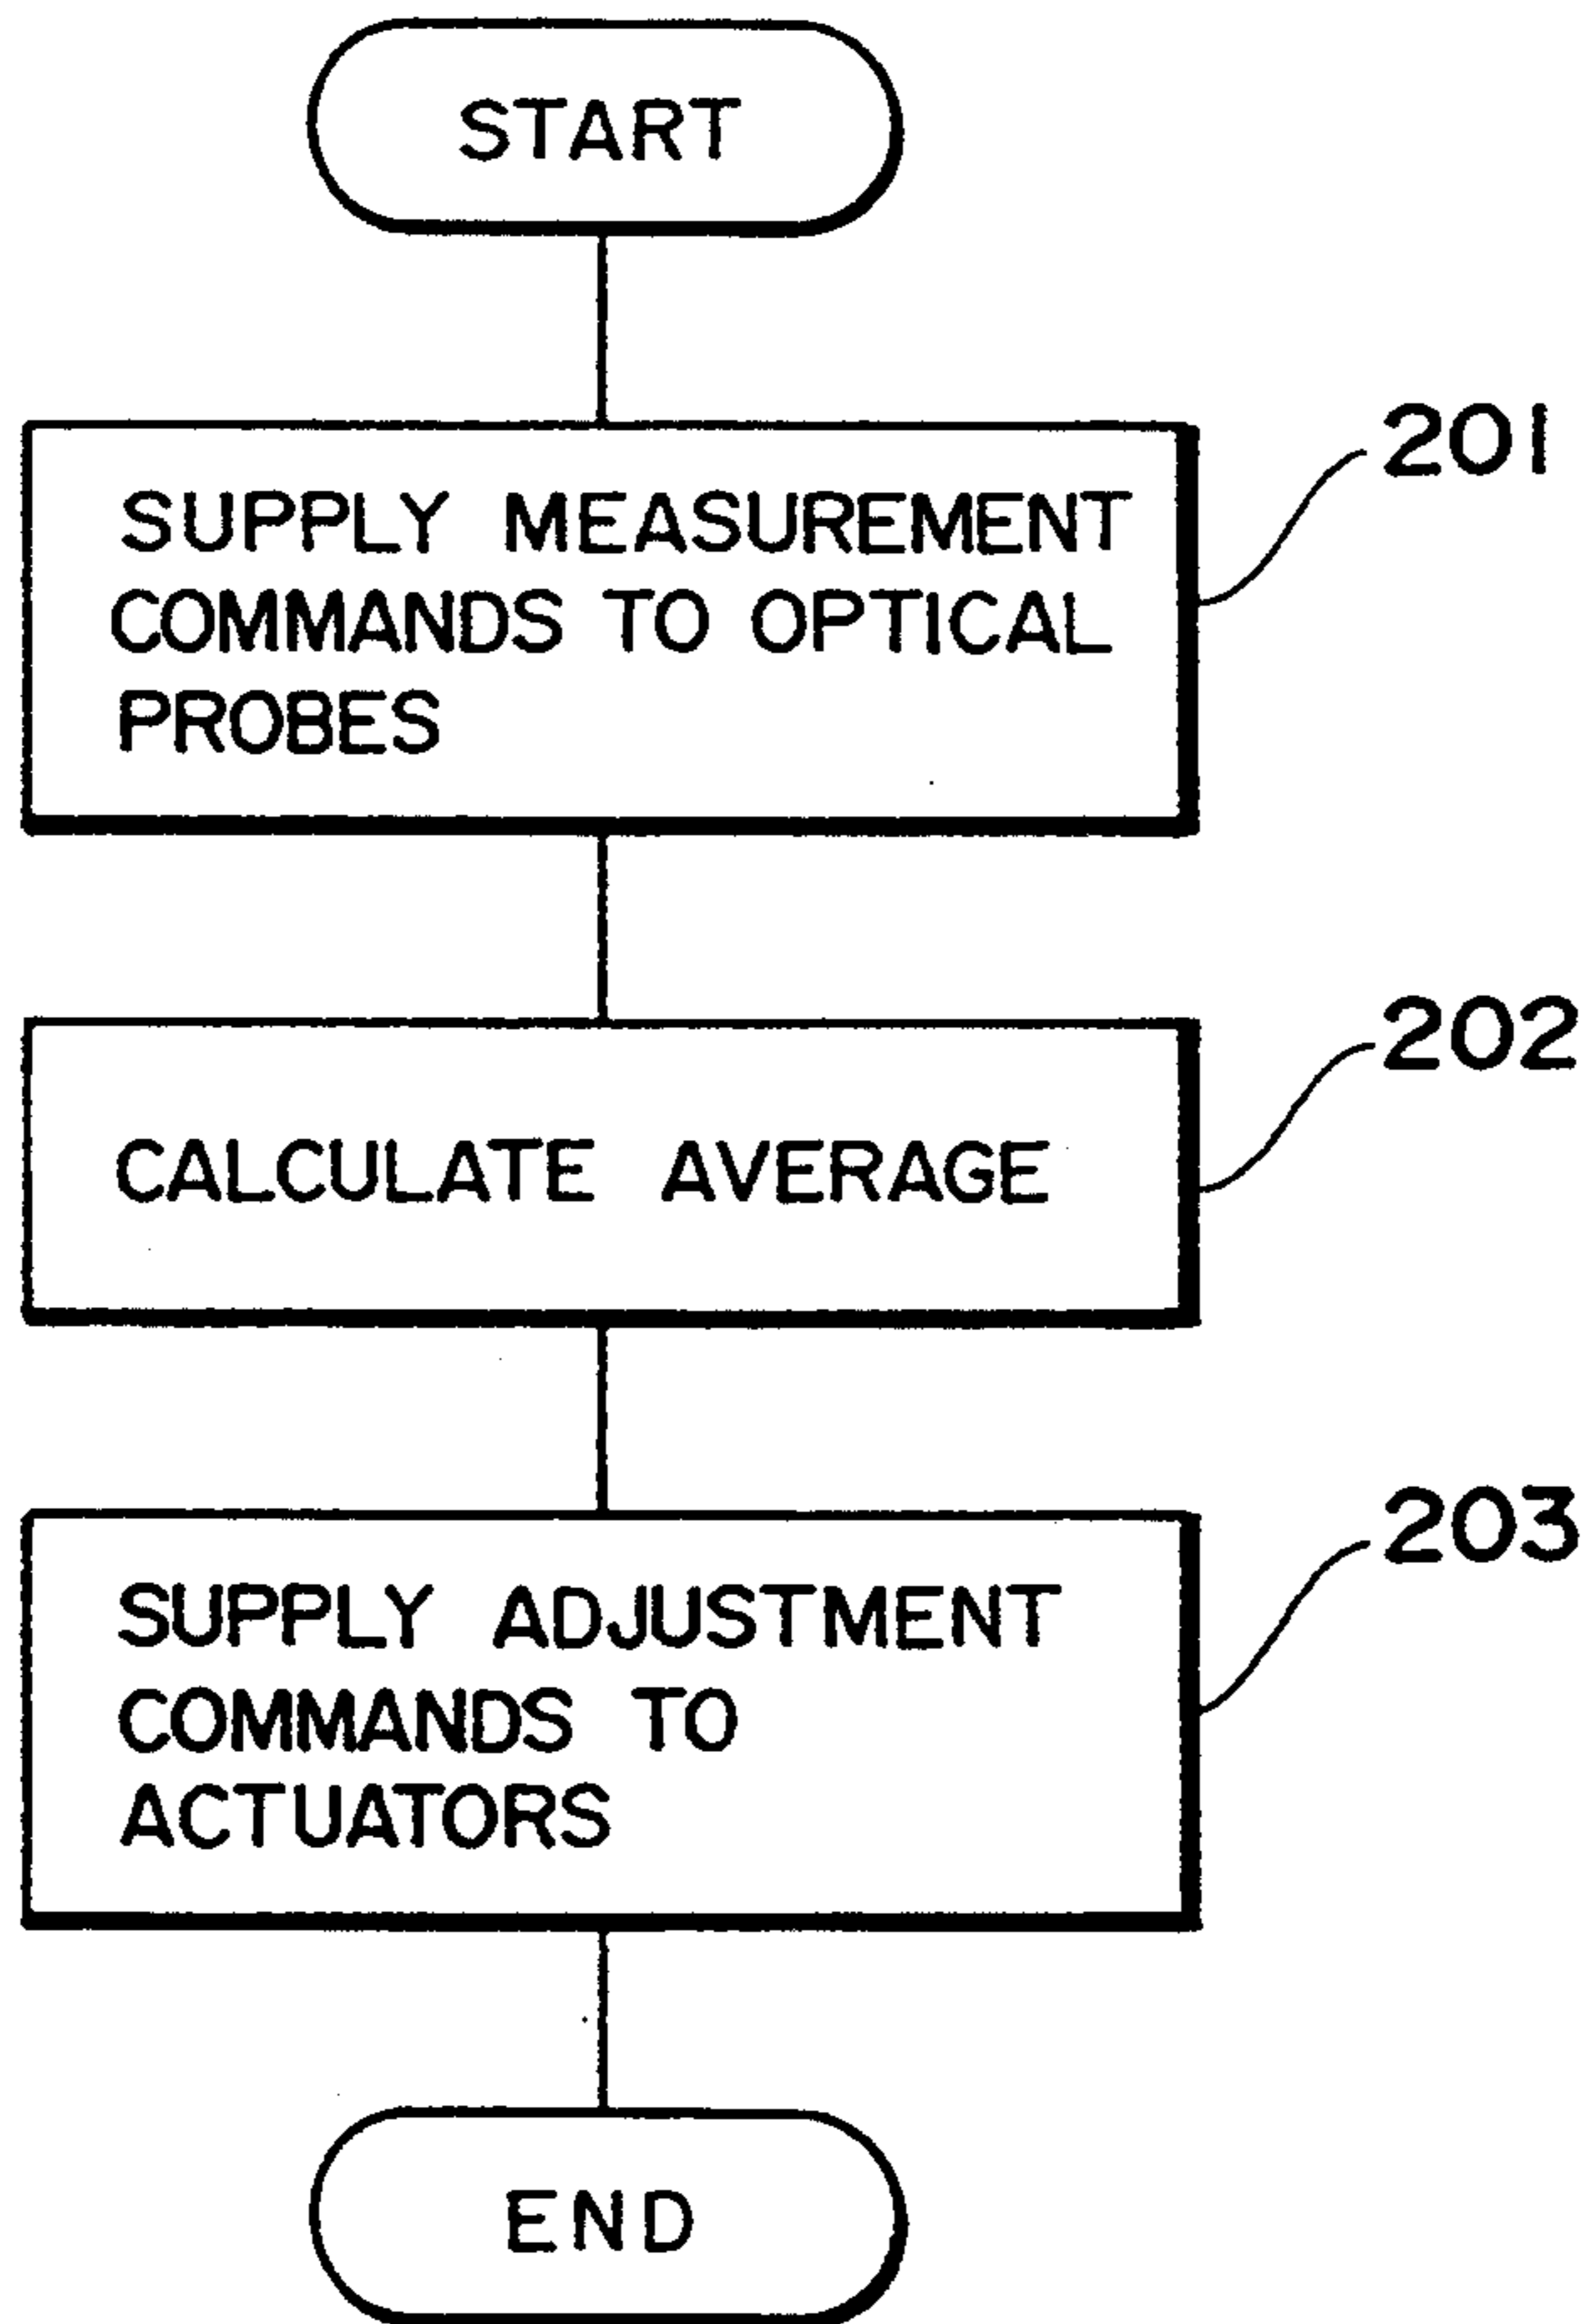 START
201
SUPPLY MEASUREMENT
COMMANDS TO OPTICAL
PROBES
202
CALCULATE AVERAGE
203
SUPPLY ADJUSTMENT
COMMANDS TO
ACTUATORS
END